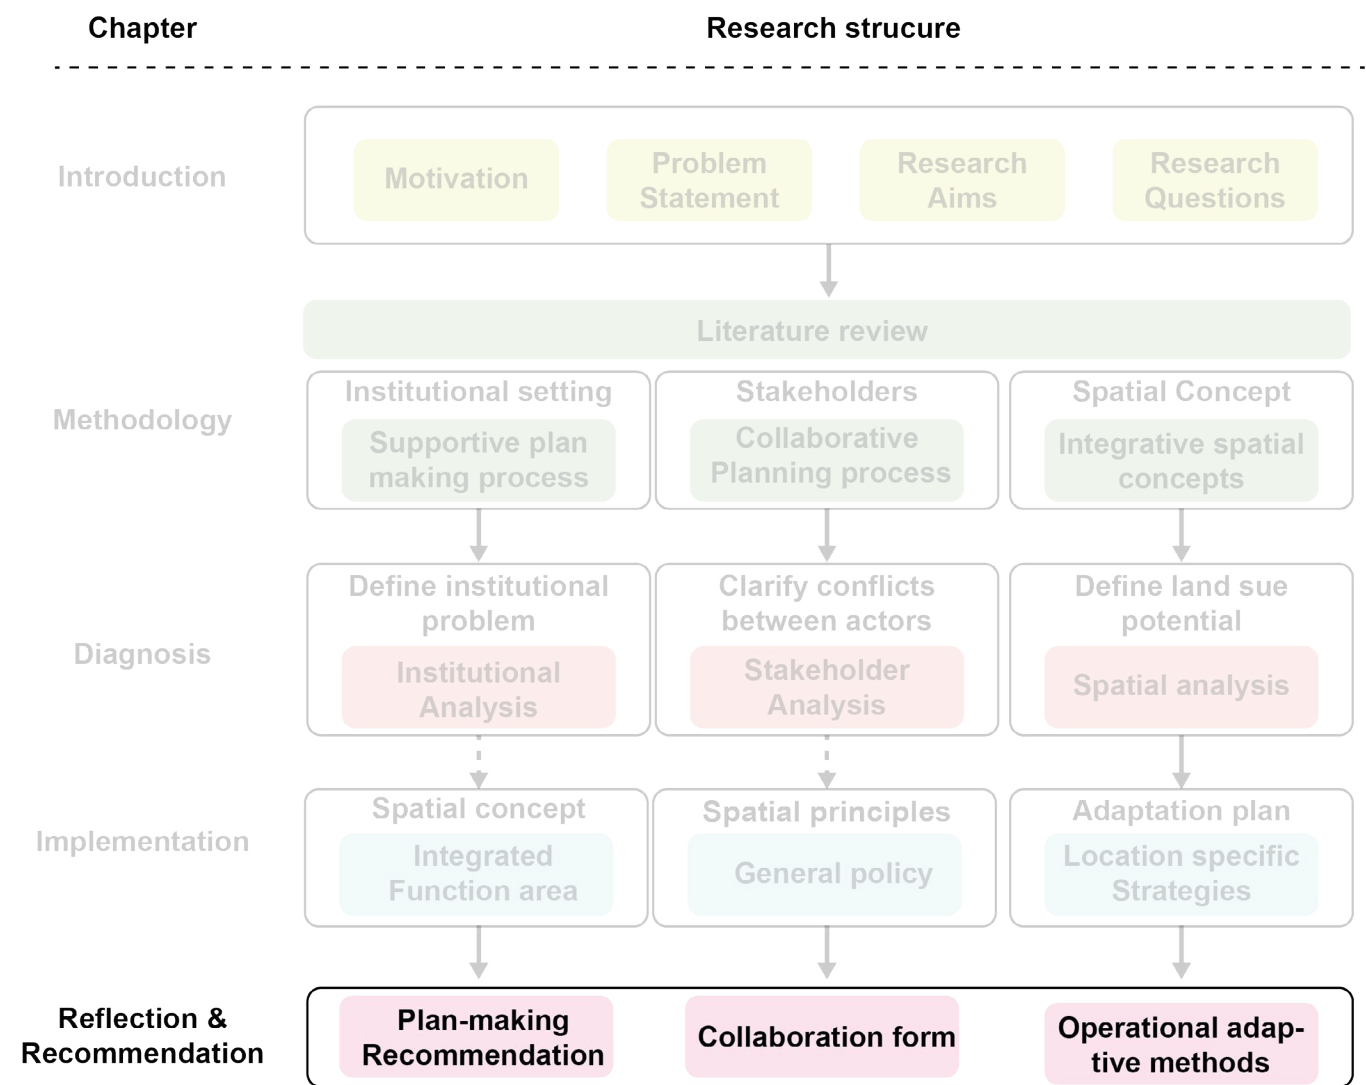 Chapter
Research strucure
Introduction
Motivation
Problem
Statement
Research
Aims
Research
Questions
Literature review
Methodology
Institutional setting
Supportive plan
making process
Stakeholders
Collaborative
Planning process
Spatial Concept
Integrative spatial
concepts
Diagnosis
Define institutional
problem
Institutional
Analysis
Clarify conflicts
between actors
Stakeholder
Analysis
Define land sue
potential
Spatial analysis
Implementation
Spatial concept
Integrated
Function area
Spatial principles
General policy
Adaptation plan
Location specific
Strategies
Reflection &
Recommendation
Plan-making
Recommendation
Collaboration form
Operational adap-
tive methods